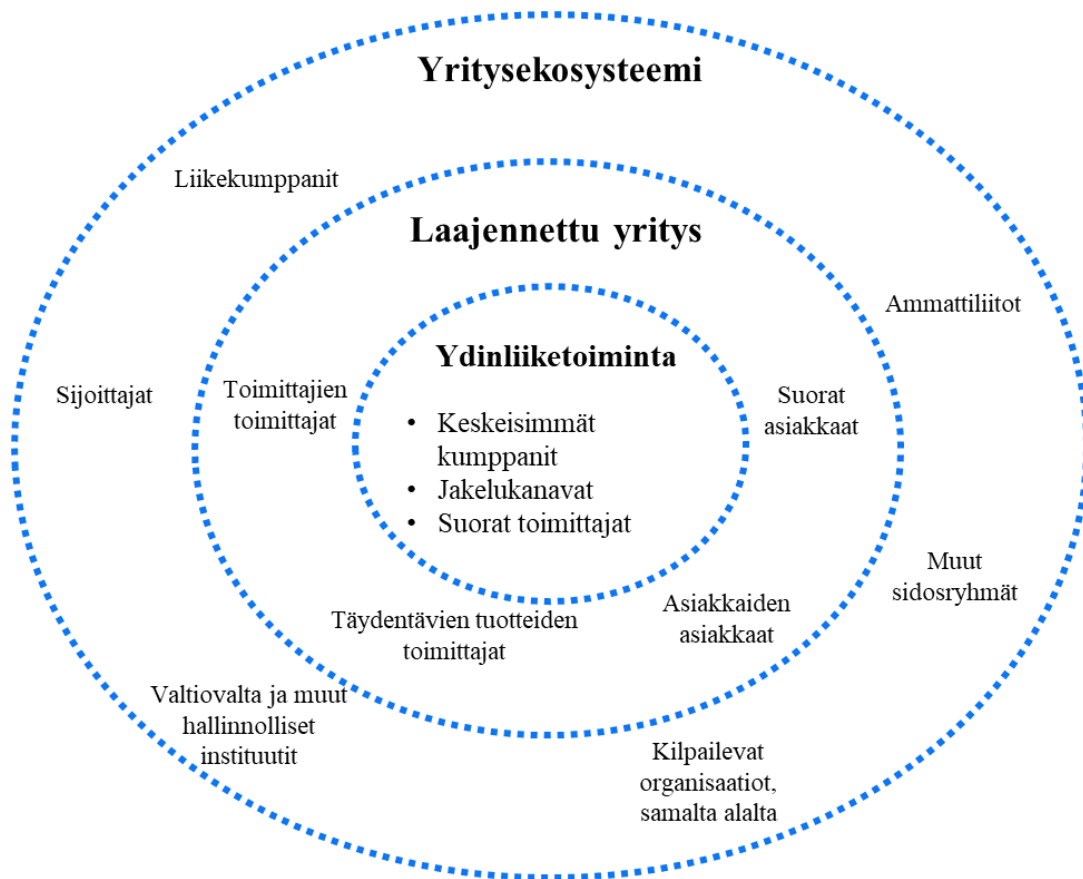 Yritysekosysteemi
Liikekumppanit
Laajennettu yritys
Ammattiliitot
Ydinliiketoiminta
Sijoittajat
Toimittajien
toimittajat
Suorat
asiakkaat
• Keskeisimmät
kumppanit
• Jakelukanavat
• Suorat toimittajat
Muut
sidosryhmät
Täydentävien tuotteiden
toimittajat
Asiakkaiden
asiakkaat
Valtiovalta ja muut
hallinnolliset
instituutit
Kilpailevat
organisaatiot,
samalta alalta